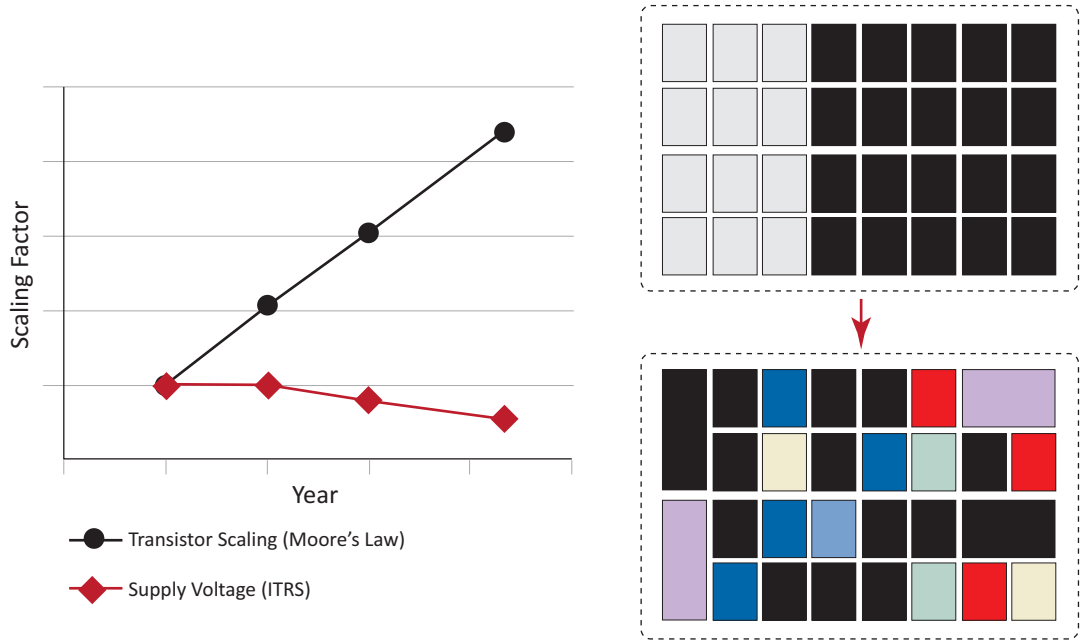 Scaling Factor
Year
Transistor Scaling (Moore's Law)
Supply Voltage (ITRS)